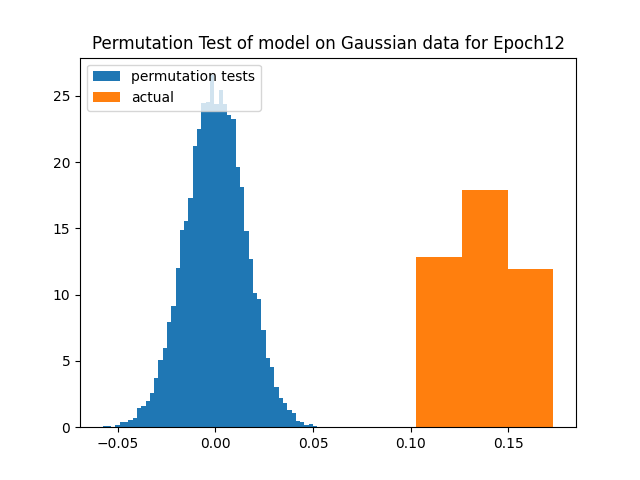 Permutation Test of model on Gaussian data for Epoch12
permutation tests
actual
25
20
15
10
5
0
−0.05 0.00 0.05 0.10 0.15